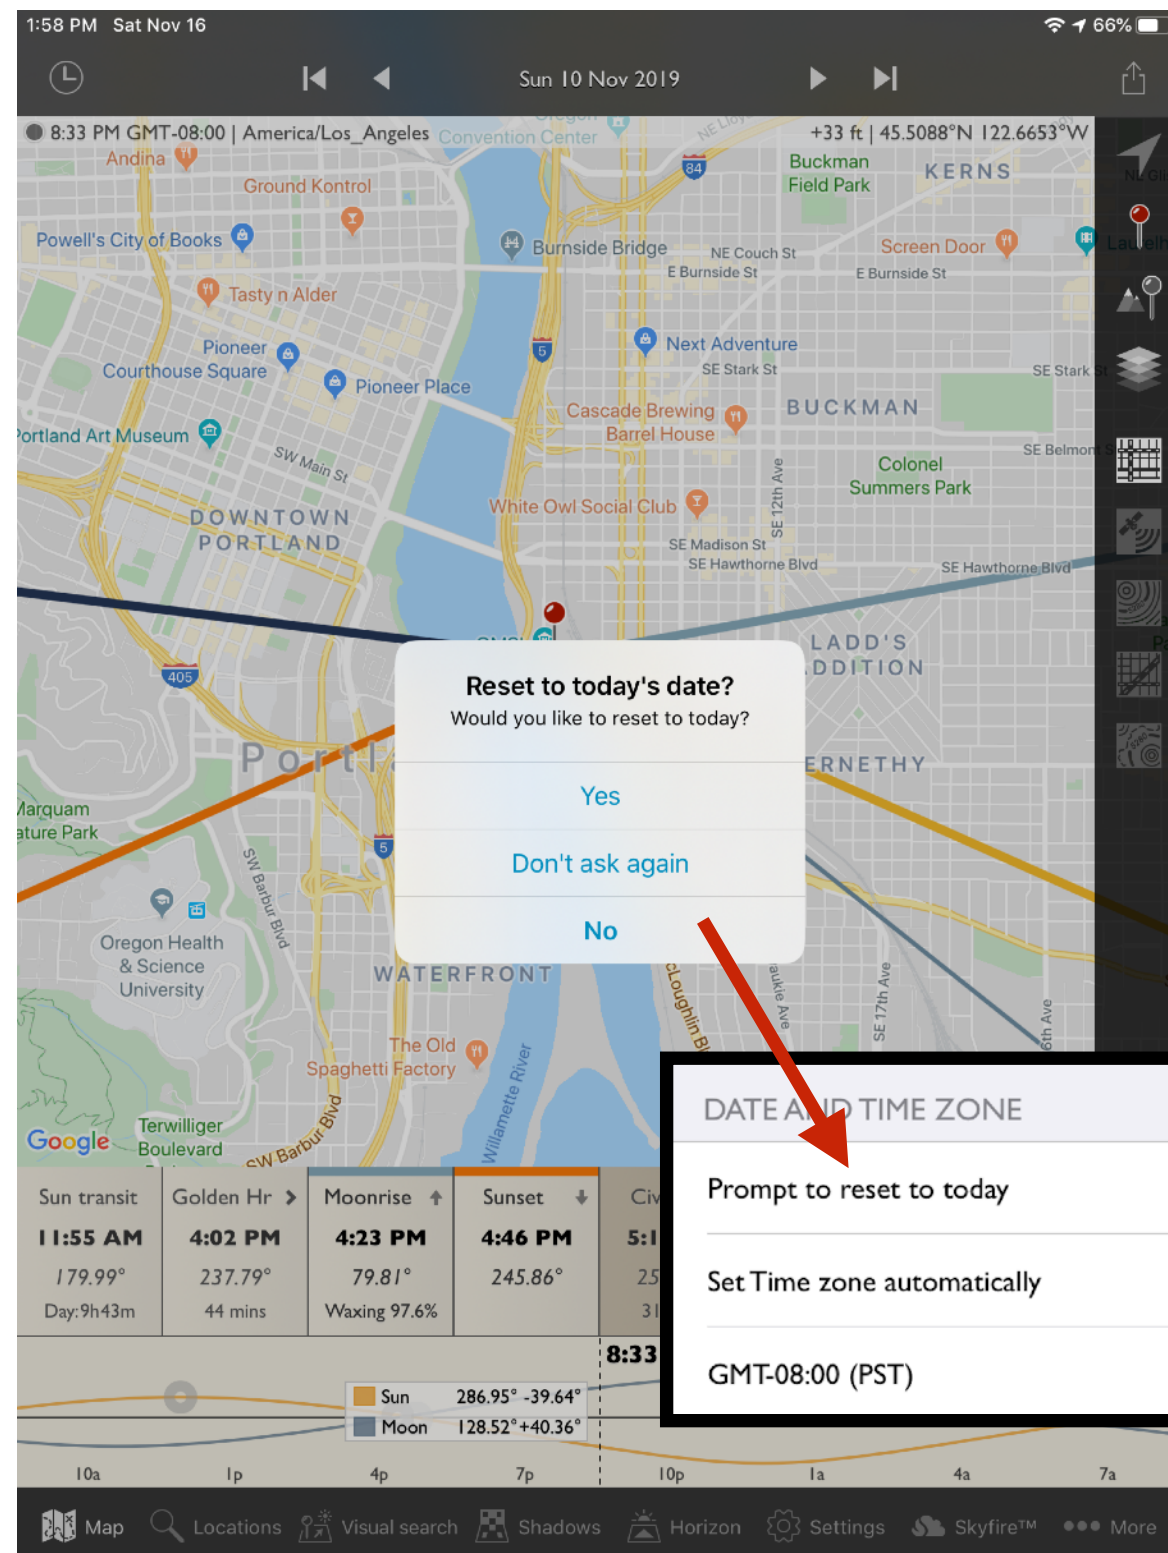 1:58 PM Sat Nov 16
66%
Sun 10 Nov 2019
8:33 PM GMT-08:00 | America/Los_Angeles
+33 ft | 45.5088°N 122.6653°W
Convention Center
Andina
Ground Kontrol
84
Buckman
Field Park
KERNS
Powell's City of Books
Burnside Bridge
NE Couch St
E Burnside St
Screen Door
E Burnside St
Tasty n Alder
Pioneer
Courthouse Square
Pioneer Place
5
Next Adventure
SE Stark St
SE Stark
Cascade Brewing
Barrel House
BUCKMAN
Portland Art Museum
SW Main St
SE 12th Ave
Colonel
Summers Park
SE Belmont
White Owl Social Club
DOWNTOWN
PORTLAND
SE Madison St
SE Hawthorne Blvd
SE Hawthorne Blvd
LADD'S
405
Reset to today's date?
Would you like to reset to today?
Yes
Don't ask again
No
5
SW Barbur Blvd
Oregon Health
& Science
University
WATERFRONT
SE 17th Ave
The Old
Spaghetti Factory
Willamette River
Terwilliger
Boulevard
SW Barbur Blvd
Google
DATE AND TIME ZONE
Prompt to reset to today
Set Time zone automatically
GMT-08:00 (PST)
Sun transit
11:55 AM
179.99°
Day:9h43m
Golden Hr
4:02 PM
237.79°
44 mins
Moonrise
4:23 PM
79.81°
Waxing 97.6%
Sunset
4:46 PM
245.86°
8:33
Sun 286.95° -39.64°
Moon 128.52° +40.36°
10a 1p 4p 7p 10p 1a 4a 7a
Map Locations Visual search Shadows Horizon Settings Skyfire™ More